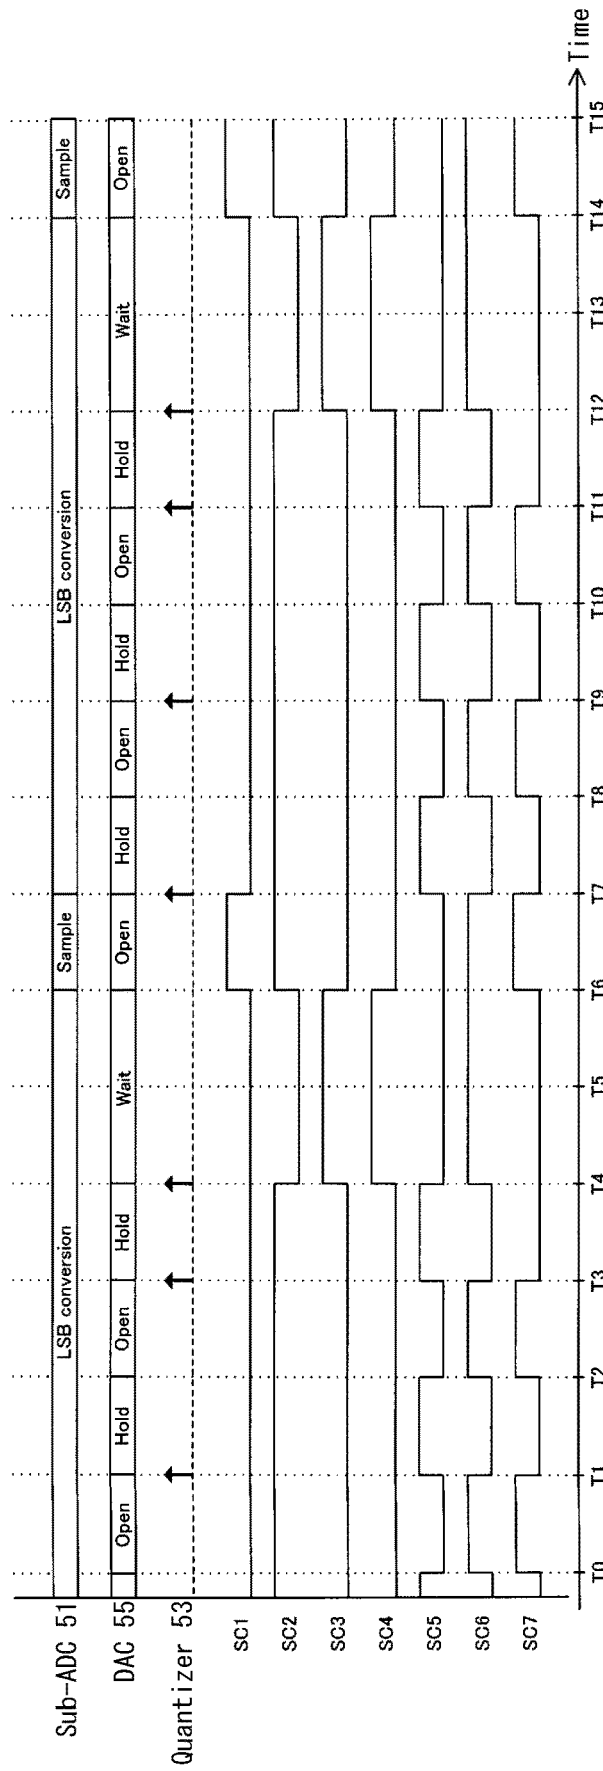 Sub-ADC 51
LSB conversion
Sample
LSB conversion
Sample
DAC 55
Open
Hold
Open
Hold
Wait
Open
Hold
Open
Hold
Open
Hold
Wait
Open
Quantizer 53
SC1
SC2
SC3
SC4
SC5
SC6
SC7
T0
T1
T2
T3
T4
T5
T6
T7
T8
T9
T10
T11
T12
T13
T14
T15
Time